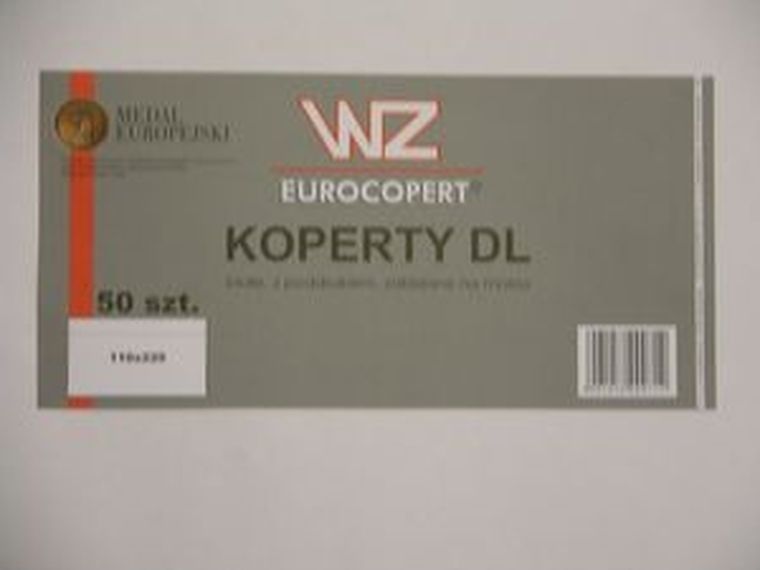 MEDAL
EUROPEJSKI
WZ
EUROCOPERT®
KOPERTY DL
50 szt.
110x220